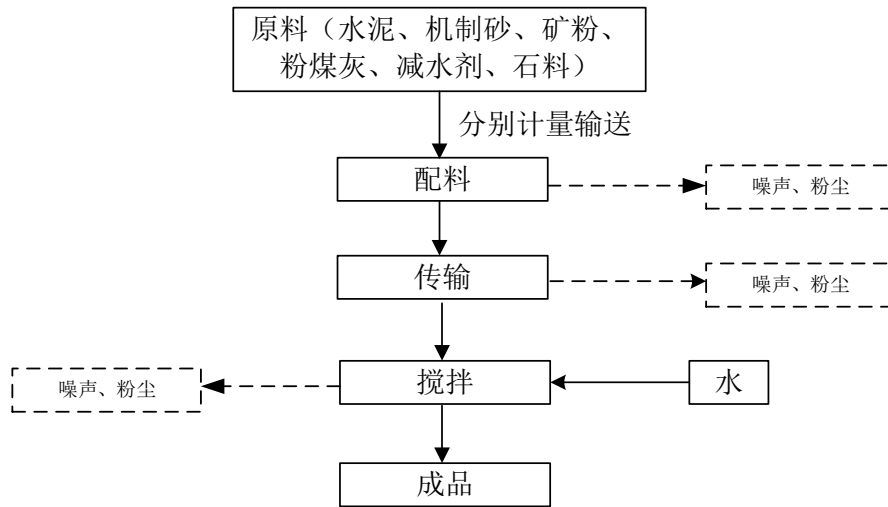 原料（水泥、机制砂、矿粉、
粉煤灰、减水剂、石料）
分别计量输送
配料
噪声、粉尘
传输
噪声、粉尘
噪声、粉尘
搅拌
水
成品